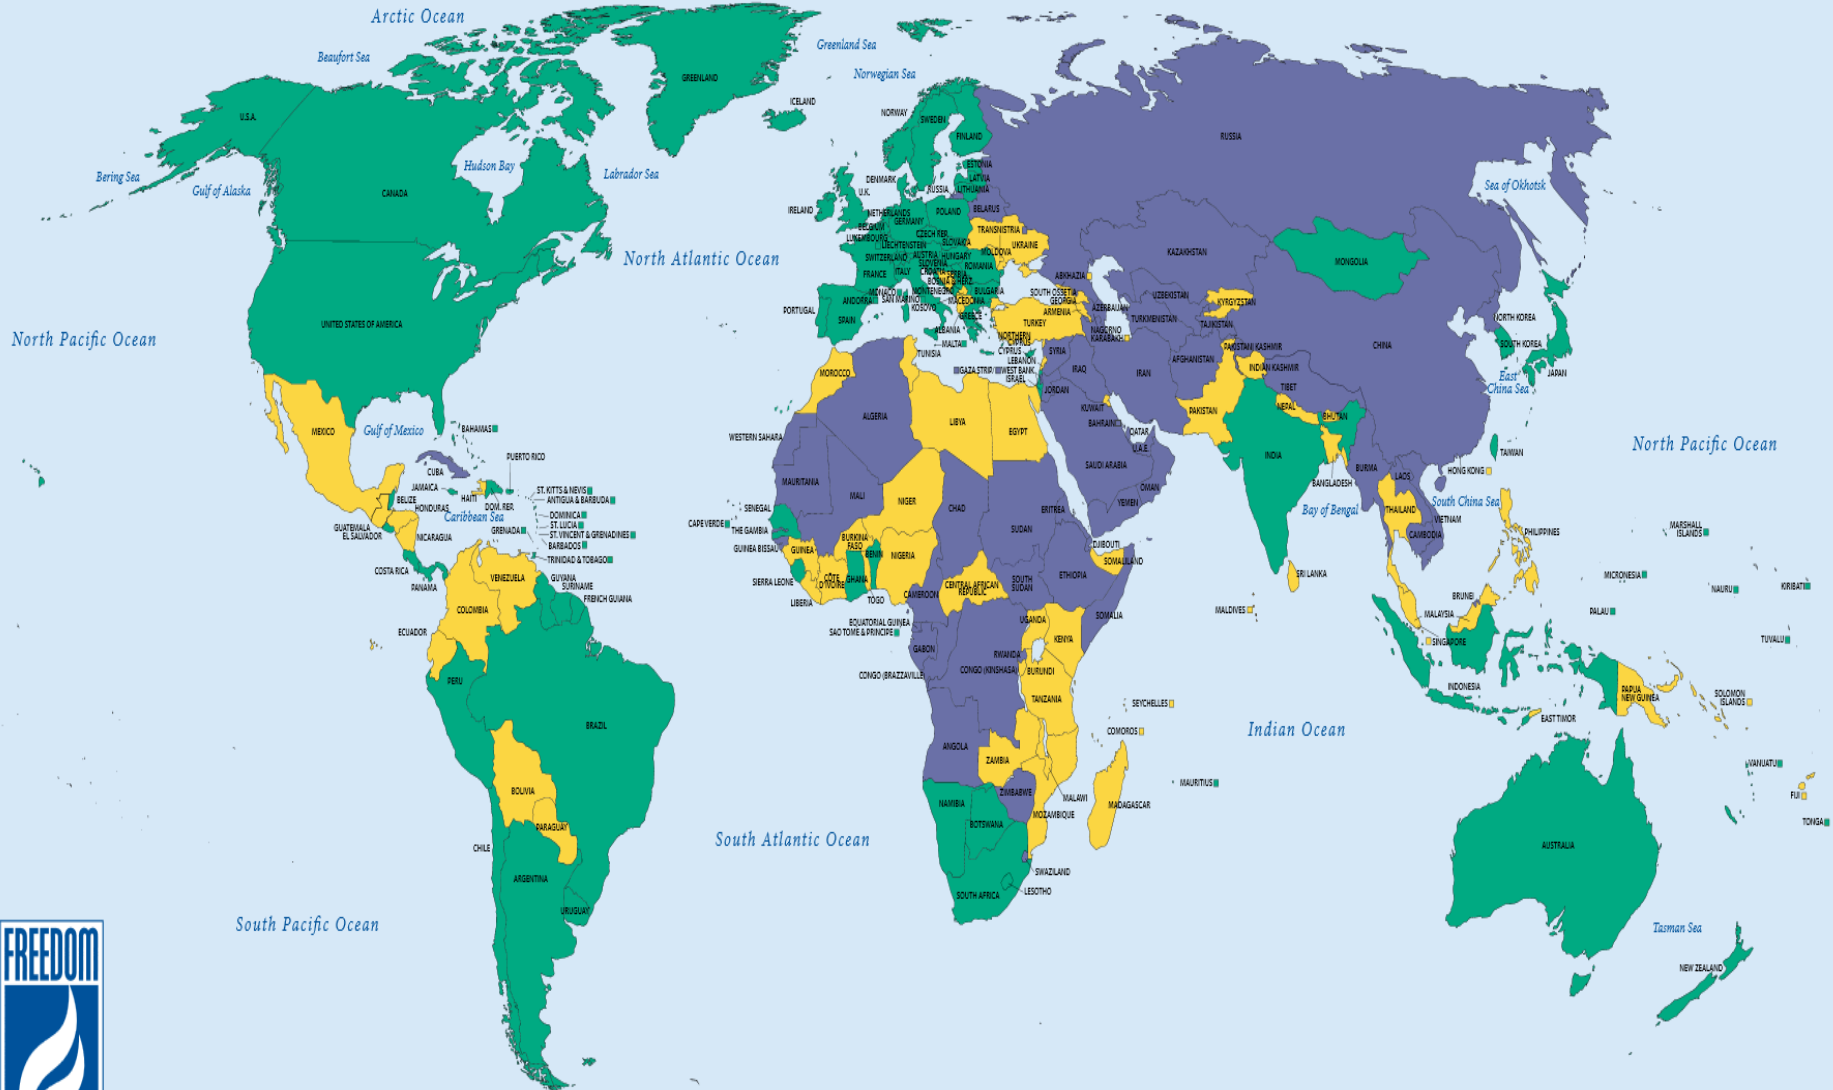 Arctic Ocean
Beaufort Sea
Greenland Sea
Norwegian Sea
GREENLAND
ICELAND
U.S.A.
Bering Sea
Gulf of Alaska
Hudson Bay
Labrador Sea
CANADA
NORWAY
SWEDEN
FINLAND
RUSSIA
Sea of Okhotsk
ESTONIA
LATVIA
LITHUANIA
DENMARK
RUSSIA
U.K.
IRELAND
NETHERLANDS
GERMANY
POLAND
BELARUS
BELGIUM
LUXEMBOURG
CZECH REP.
SLOVAKIA
LIECHTENSTEIN
TRANSNISTRIA
UKRAINE
MOLDOVA
AUSTRIA
HUNGARY
SWITZERLAND
SLOVENIA
ROMANIA
FRANCE
ITALY
CROATIA
SERBIA
BOSNIA & HERZ.
MONACO
SAN MARINO
MONTENEGRO
BULGARIA
ANDORRA
KOSOVO
MACEDONIA
PORTUGAL
SPAIN
GREECE
ALBANIA
MALTA
North Atlantic Ocean
KAZAKHSTAN
MONGOLIA
ABKHAZIA
SOUTH OSSETIA
GEORGIA
ARMENIA
AZERBAIJAN
NAGORNO
KARABAKH
UZBEKISTAN
KYRGYZSTAN
TURKMENISTAN
TAJIKISTAN
TURKEY
NORTHERN
CYPRUS
CYPRUS
LEBANON
SYRIA
GAZA STRIP
WEST BANK
ISRAEL
JORDAN
IRAQ
IRAN
AFGHANISTAN
PAKISTANI KASHMIR
INDIAN KASHMIR
TIBET
CHINA
NORTH KOREA
SOUTH KOREA
JAPAN
East
China Sea
North Pacific Ocean
UNITED STATES OF AMERICA
TUNISIA
MOROCCO
ALGERIA
LIBYA
EGYPT
WESTERN SAHARA
KUWAIT
BAHRAIN
QATAR
U.A.E.
SAUDI ARABIA
OMAN
YEMEN
PAKISTAN
NEPAL
BHUTAN
INDIA
BANGLADESH
BURMA
LAOS
HONG KONG
TAIWAN
North Pacific Ocean
MEXICO
Gulf of Mexico
BAHAMAS
CUBA
PUERTO RICO
JAMAICA
HAITI
DOM. REP.
BELIZE
HONDURAS
Caribbean Sea
GUATEMALA
EL SALVADOR
NICARAGUA
ST. KITTS & NEVIS
ANTIGUA & BARBUDA
DOMINICA
ST. LUCIA
GRENADA
ST. VINCENT & GRENADINES
BARBADOS
TRINIDAD & TOBAGO
COSTA RICA
PANAMA
VENEZUELA
GUYANA
SURINAME
FRENCH GUIANA
COLOMBIA
ECUADOR
PERU
BRAZIL
BOLIVIA
PARAGUAY
CHILE
ARGENTINA
URUGUAY
MAURITANIA
MALI
NIGER
CHAD
SUDAN
ERITREA
SENEGAL
CAPE VERDE
THE GAMBIA
GUINEA BISSAU
GUINEA
BURKINA
FASO
BENIN
NIGERIA
DJIBOUTI
SOMALILAND
SIERRA LEONE
CÔTE
D'IVOIRE
GHANA
LIBERIA
TOGO
CAMEROON
CENTRAL AFRICAN
REPUBLIC
SOUTH
SUDAN
ETHIOPIA
SOMALIA
EQUATORIAL GUINEA
SAO TOME & PRINCIPE
GABON
CONGO (BRAZZAVILLE)
CONGO (KINSHASA)
UGANDA
KENYA
RWANDA
BURUNDI
TANZANIA
SEYCHELLES
COMOROS
ANGOLA
ZAMBIA
MALAWI
ZIMBABWE
MOZAMBIQUE
MADAGASCAR
MAURITIUS
NAMIBIA
BOTSWANA
SWAZILAND
LESOTHO
SOUTH AFRICA
South Atlantic Ocean
South Pacific Ocean
Indian Ocean
Bay of Bengal
South China Sea
THAILAND
VIETNAM
CAMBODIA
PHILIPPINES
SRI LANKA
MALDIVES
BRUNEI
MALAYSIA
SINGAPORE
INDONESIA
EAST TIMOR
PAPUA
NEW GUINEA
MARSHALL
ISLANDS
MICRONESIA
NAURU
KIRIBATI
PALAU
TUVALU
SOLOMON
ISLANDS
VANUATU
FIJI
TONGA
AUSTRALIA
Tasman Sea
NEW ZEALAND
FREEDOM